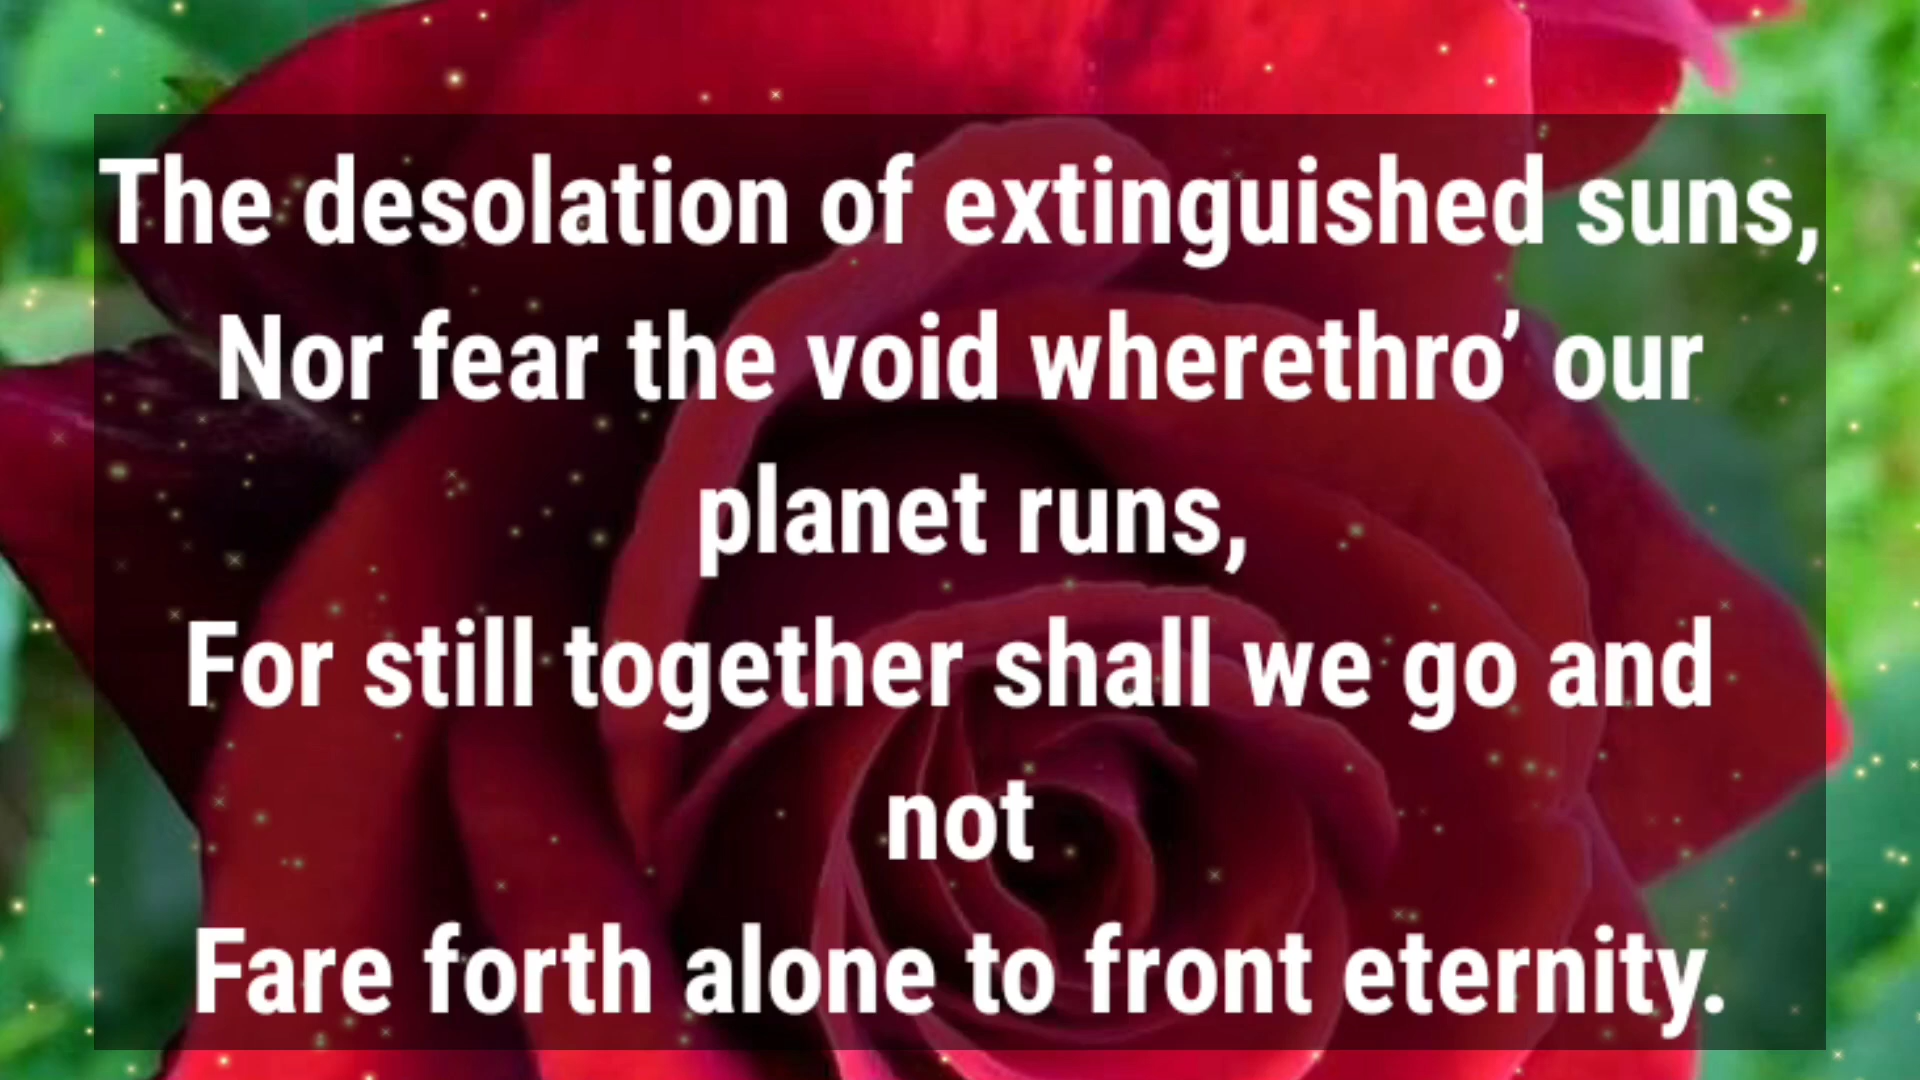 The desolation of extinguished suns,
Nor fear the void wherethro’ our
planet runs,
For still together shall we go and
not
Fare forth alone to front eternity.